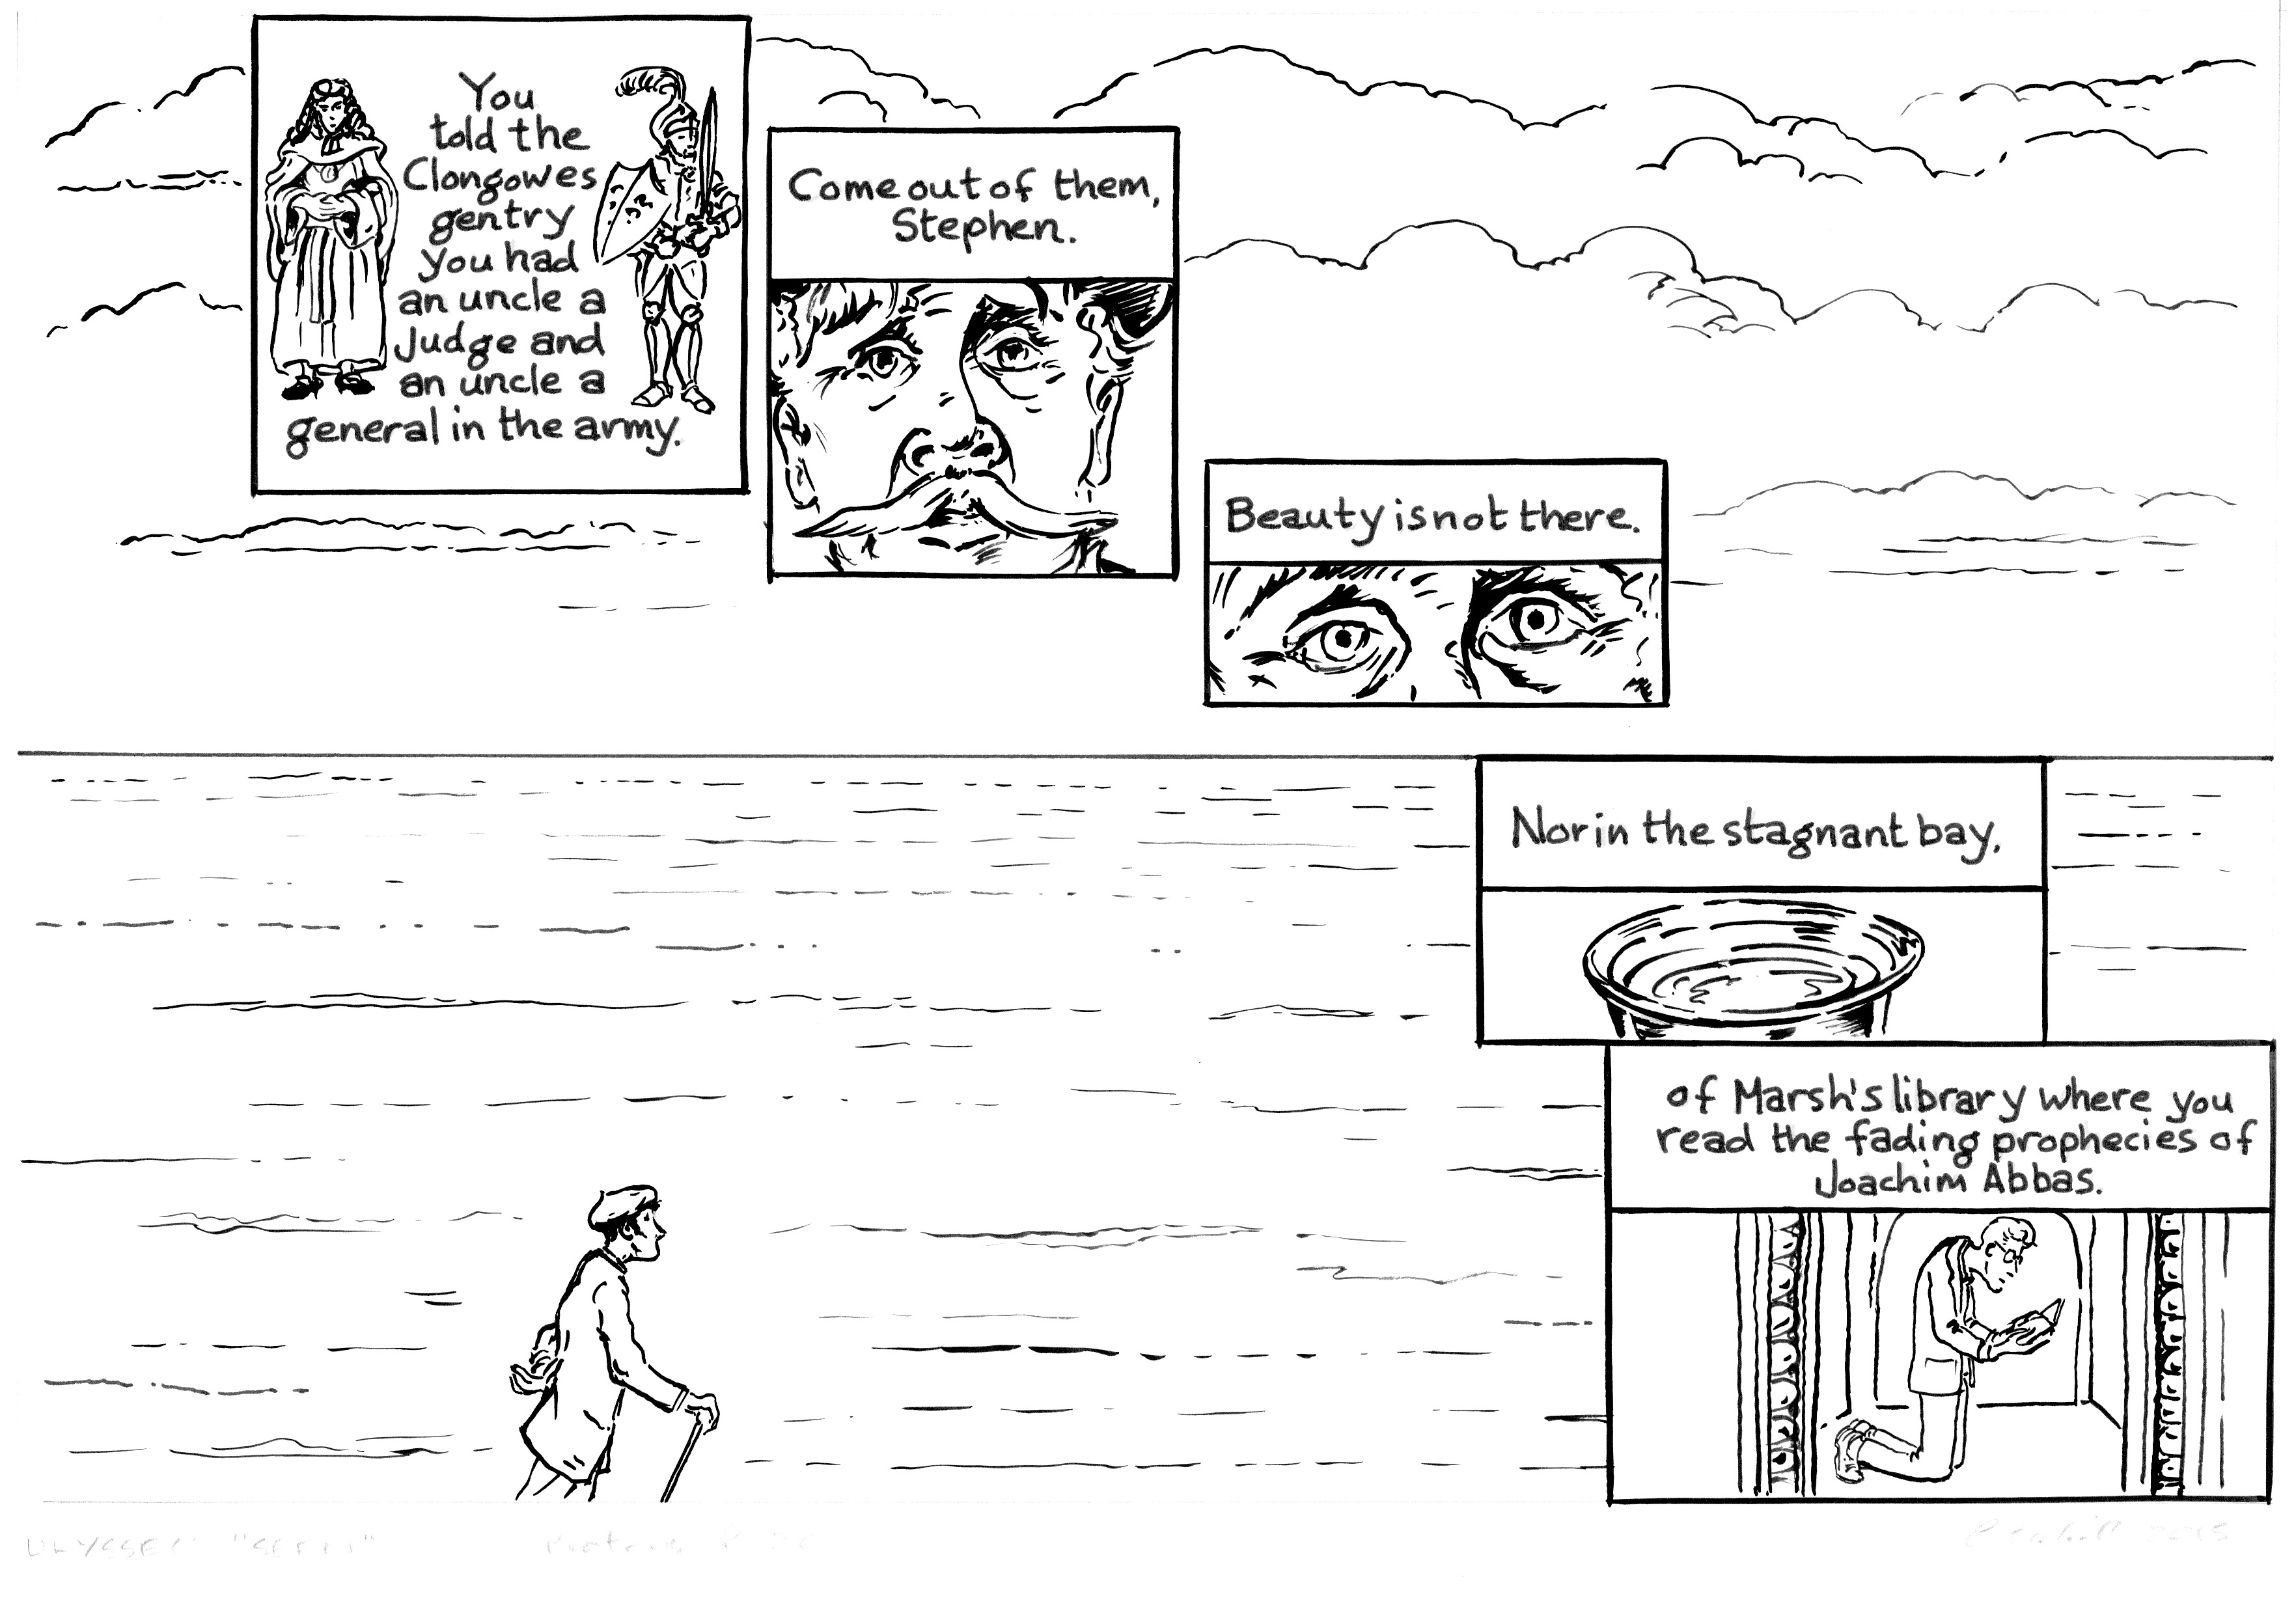 You
told the
Clongowes
gentry
you had
an uncle a
judge and
an uncle a
general in the army.
Come out of them,
Stephen.
Beauty is not there.
Nor in the stagnant bay,
of Marsh's library where you
read the fading prophecies of
Joachim Abbas.
ULYSSES "SEEN"
2015